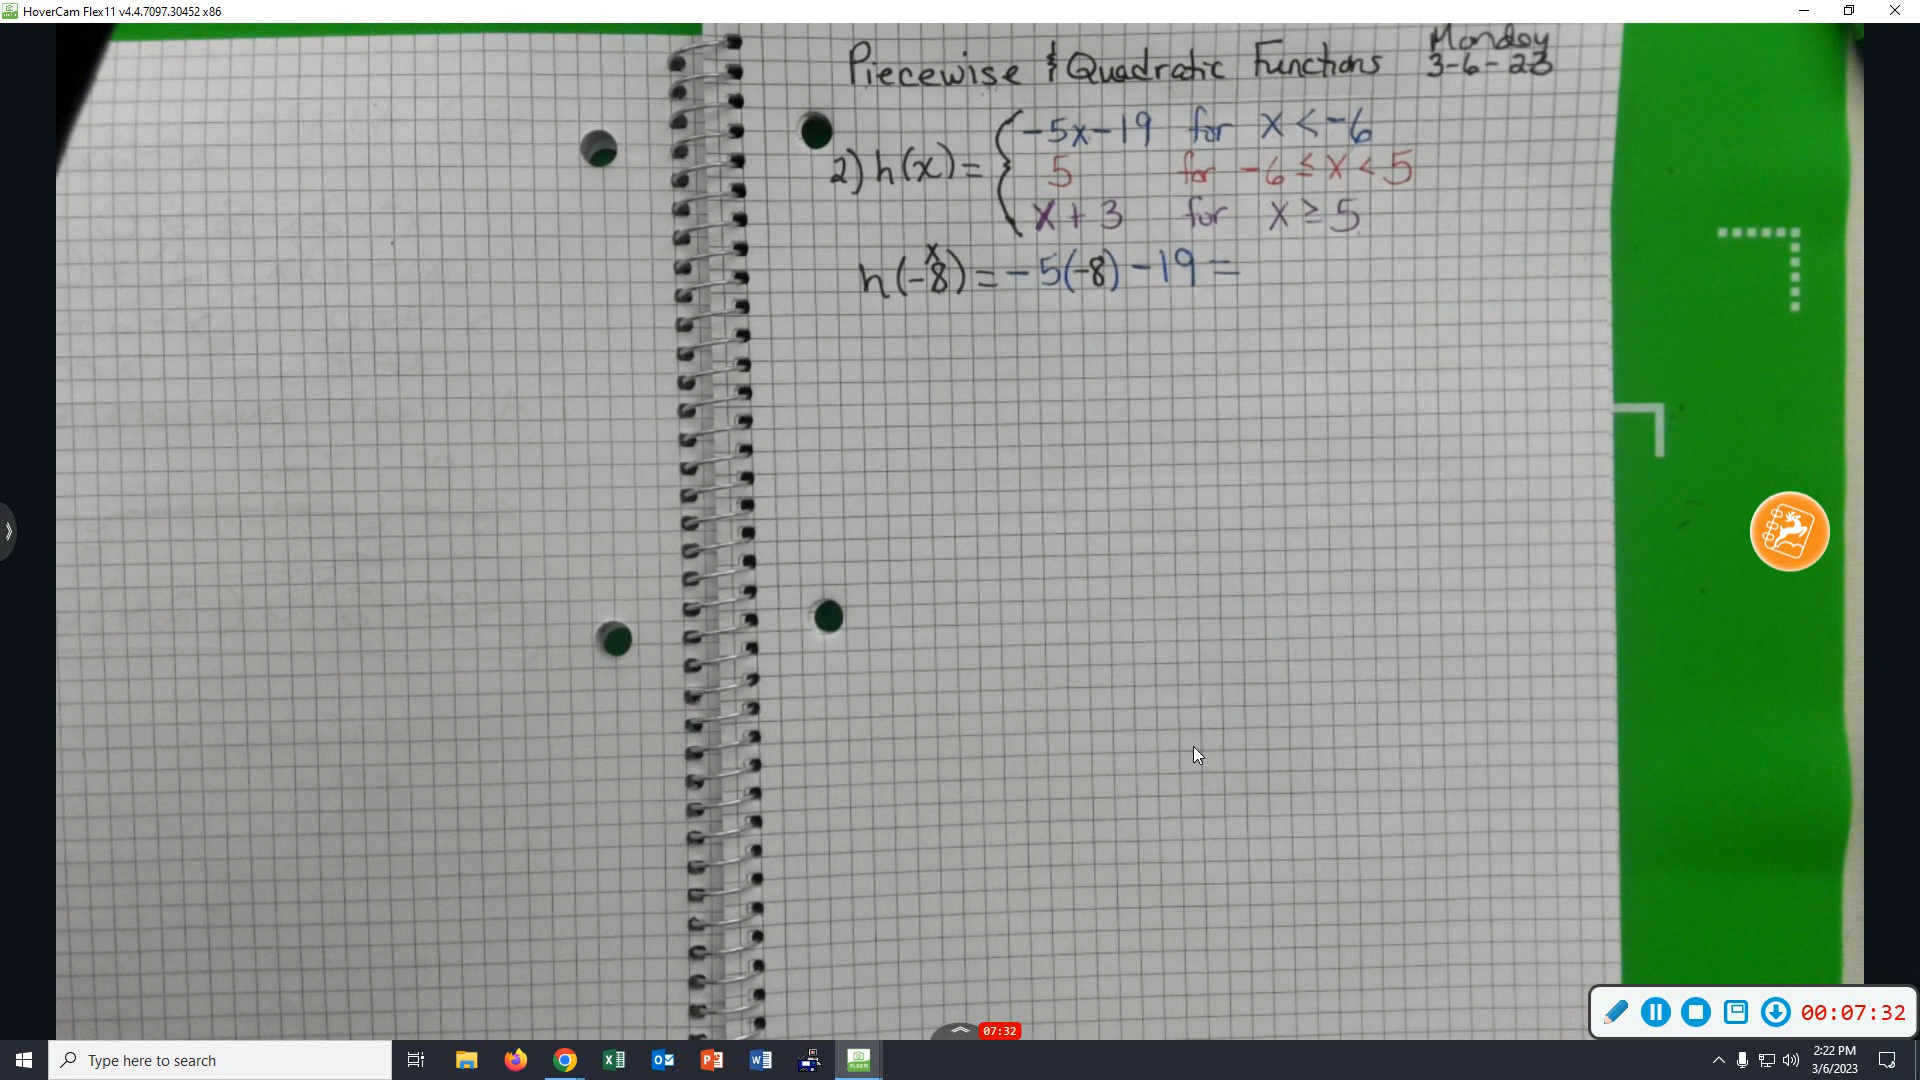 HoverCam Flex11 v4.4.7097.30452 x86
Piecewise & Quadratic Functions Monday
3-6-23
2) h(x) = { -5x-19 for x < -6
5 for -6 ≤ x < 5
x + 3 for x ≥ 5
x
h(-8) = -5(-8) -19 =
00:07:32
07:32
Type here to search
2:22 PM
3/6/2023